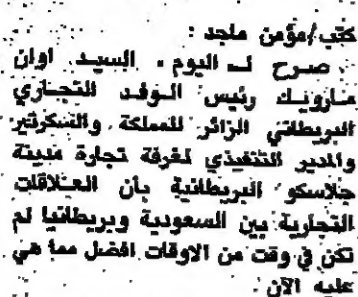 كتب/مؤمن ماجد :
صرح لـ اليوم ، السيد اوان
مارويك رئيس الوفد التجاري
البريطاني الزائر للمملكة والسكرتير
والمدير التنفيذي لغرفة تجارة مدينة
جلاسكو البريطانية بأن العلاقات
التجارية بين السعودية وبريطانيا لم
تكن في وقت من الاوقات افضل مما هي
عليه الآن .